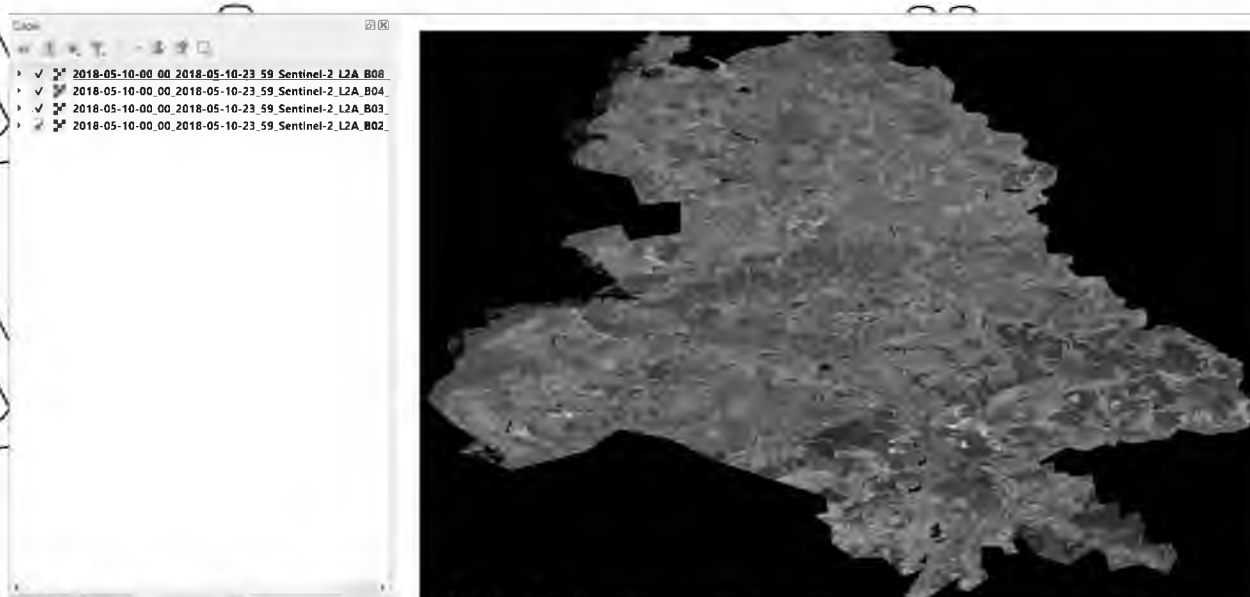 Слои
2018-05-10-00_00_2018-05-10-23_59_Sentinel-2_L2A_B08_
2018-05-10-00_00_2018-05-10-23_59_Sentinel-2_L2A_B04_
2018-05-10-00_00_2018-05-10-23_59_Sentinel-2_L2A_B03_
2018-05-10-00_00_2018-05-10-23_59_Sentinel-2_L2A_B02_